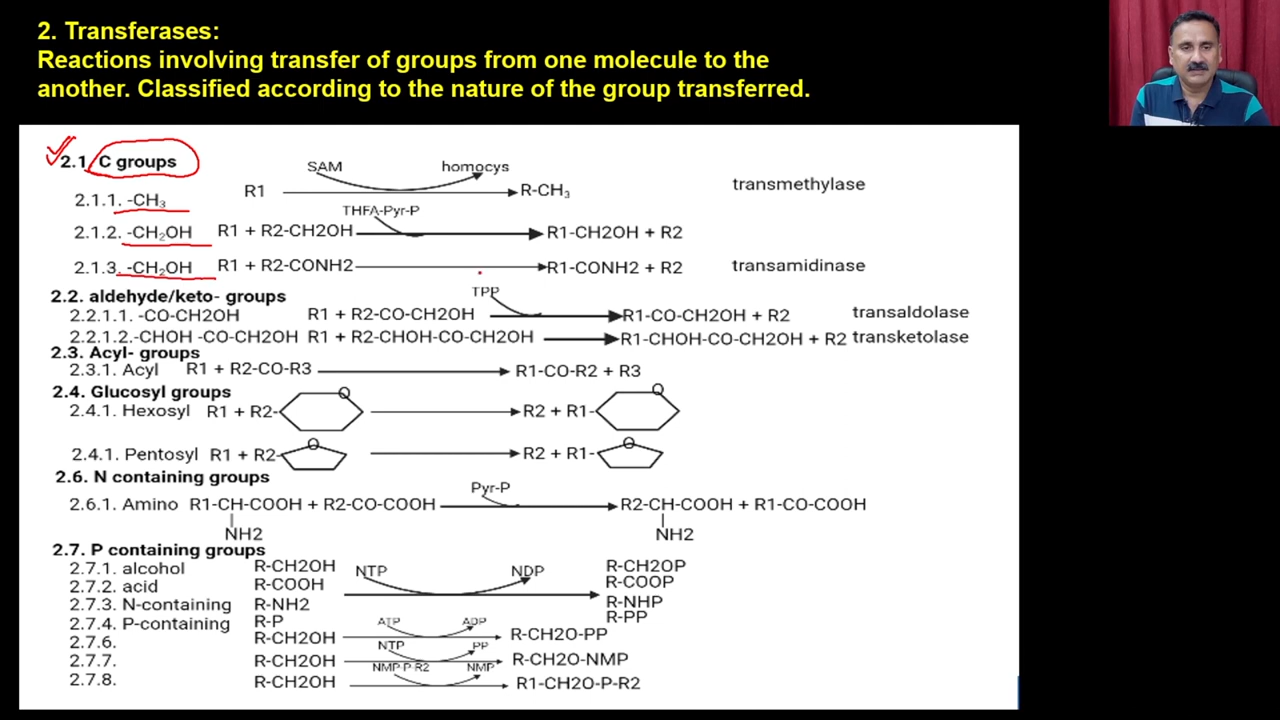 2. Transferases:
Reactions involving transfer of groups from one molecule to the
another. Classified according to the nature of the group transferred.
2.1 C groups
SAM homocys
2.1.1. -CH₃ R1 R-CH₃ transmethylase
THFA-Pyr-P
2.1.2. -CH₂OH R1 + R2-CH2OH R1-CH2OH + R2
2.1.3. -CH₂OH R1 + R2-CONH2 R1-CONH2 + R2 transamidinase
2.2. aldehyde/keto- groups TPP
2.2.1.1. -CO-CH2OH R1 + R2-CO-CH2OH R1-CO-CH2OH + R2 transaldolase
2.2.1.2.-CHOH -CO-CH2OH R1 + R2-CHOH-CO-CH2OH R1-CHOH-CO-CH2OH + R2 transketolase
2.3. Acyl- groups
2.3.1. Acyl R1 + R2-CO-R3 R1-CO-R2 + R3
2.4. Glucosyl groups O O
2.4.1. Hexosyl R1 + R2- R2 + R1-
O O
2.4.1. Pentosyl R1 + R2- R2 + R1-
2.6. N containing groups
Pyr-P
2.6.1. Amino R1-CH-COOH + R2-CO-COOH R2-CH-COOH + R1-CO-COOH
NH2 NH2
2.7. P containing groups
2.7.1. alcohol R-CH2OH NTP NDP R-CH2OP
2.7.2. acid R-COOH R-COOP
2.7.3. N-containing R-NH2 R-NHP
2.7.4. P-containing R-P R-PP
ATP ADP
2.7.6. R-CH2OH R-CH2O-PP
NTP PP
2.7.7. R-CH2OH R-CH2O-NMP
NMP-P-R2 NMP
2.7.8. R-CH2OH R1-CH2O-P-R2